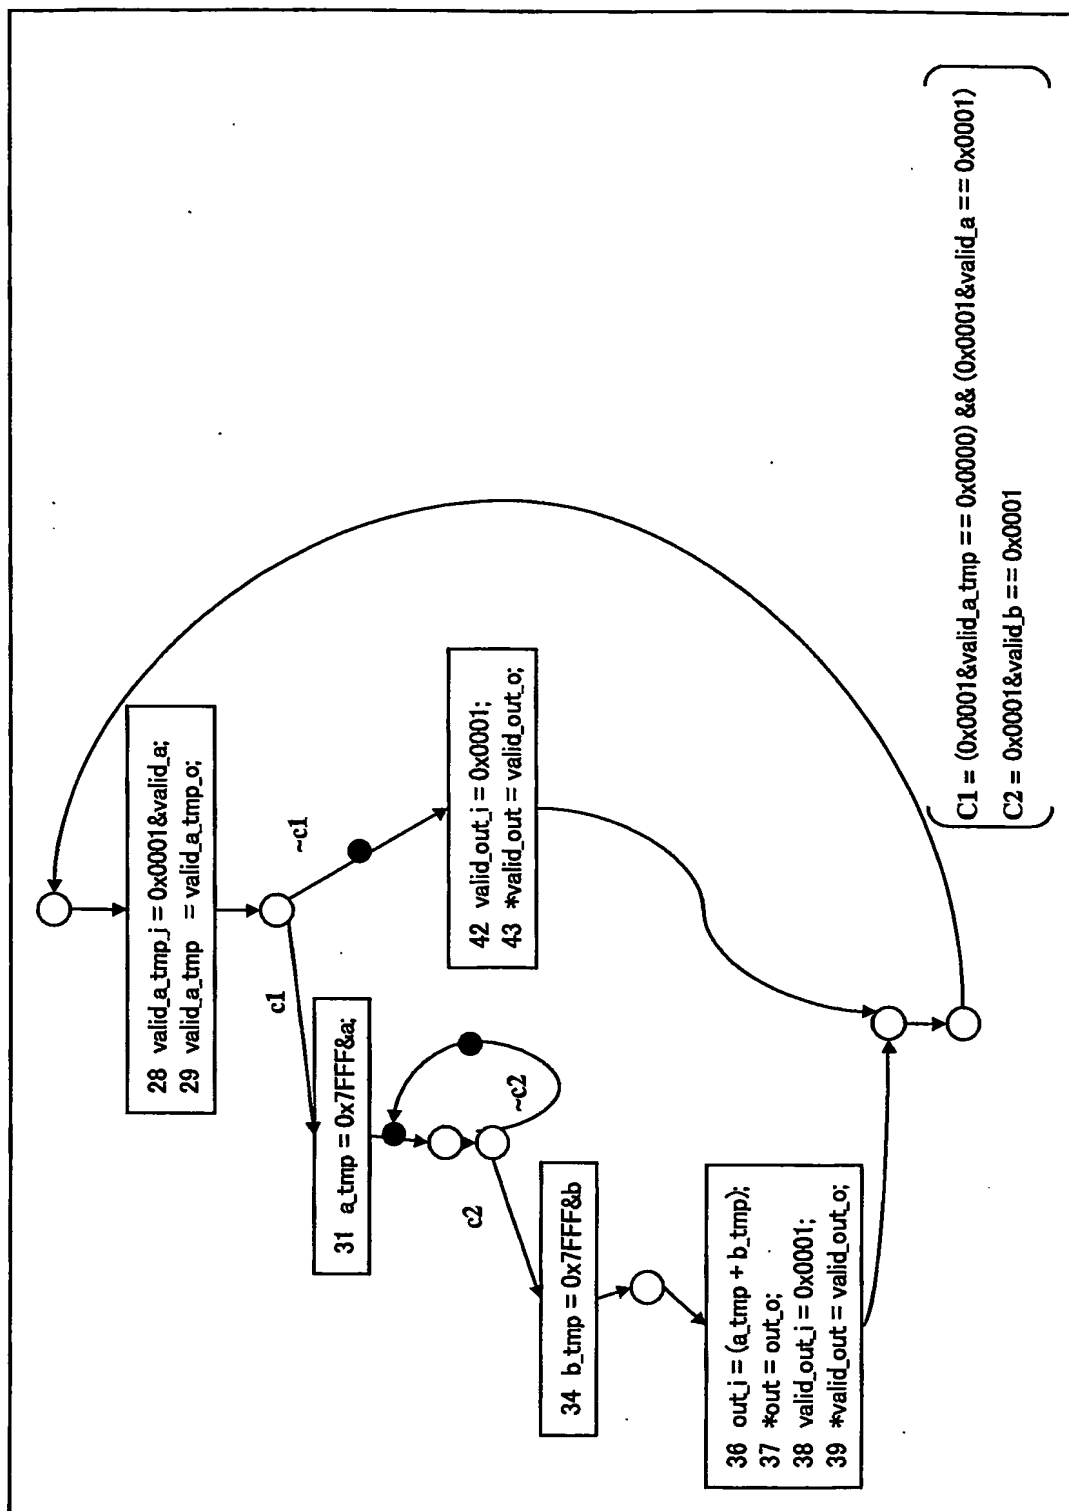 28 valid_a_tmp_i = 0x0001&valid_a;
29 valid_a_tmp = valid_a_tmp_o;
c1
~c1
31 a_tmp = 0x7FFF&a;
42 valid_out_i = 0x0001;
43 *valid_out = valid_out_o;
c2
~c2
34 b_tmp = 0x7FFF&b
36 out_i = (a_tmp + b_tmp);
37 *out = out_o;
38 valid_out_i = 0x0001;
39 *valid_out = valid_out_o;
C1 = (0x0001&valid_a_tmp == 0x0000) && (0x0001&valid_a == 0x0001)
C2 = 0x0001&valid_b == 0x0001